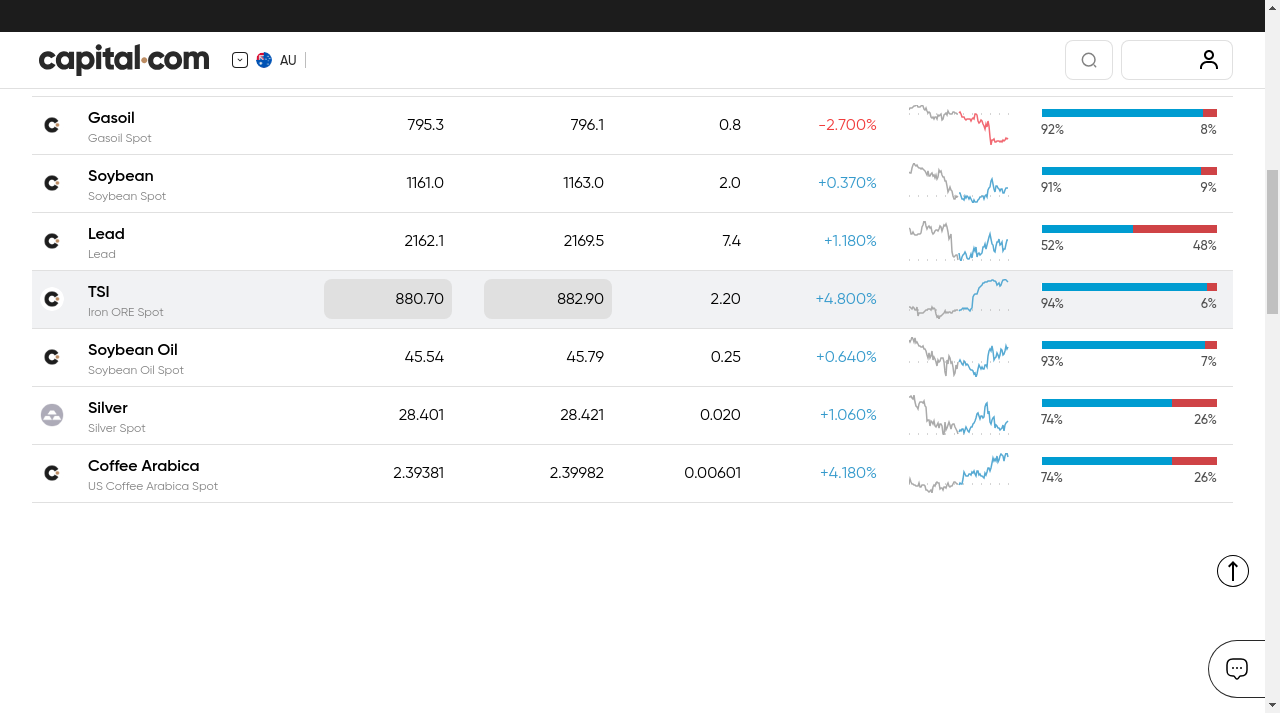 capital.com
AU
Gasoil
Gasoil Spot
795.3
796.1
0.8
-2.700%
92%
8%
Soybean
Soybean Spot
1161.0
1163.0
2.0
+0.370%
91%
9%
Lead
Lead
2162.1
2169.5
7.4
+1.180%
52%
48%
TSI
Iron ORE Spot
880.70
882.90
2.20
+4.800%
94%
6%
Soybean Oil
Soybean Oil Spot
45.54
45.79
0.25
+0.640%
93%
7%
Silver
Silver Spot
28.401
28.421
0.020
+1.060%
74%
26%
Coffee Arabica
US Coffee Arabica Spot
2.39381
2.39982
0.00601
+4.180%
74%
26%